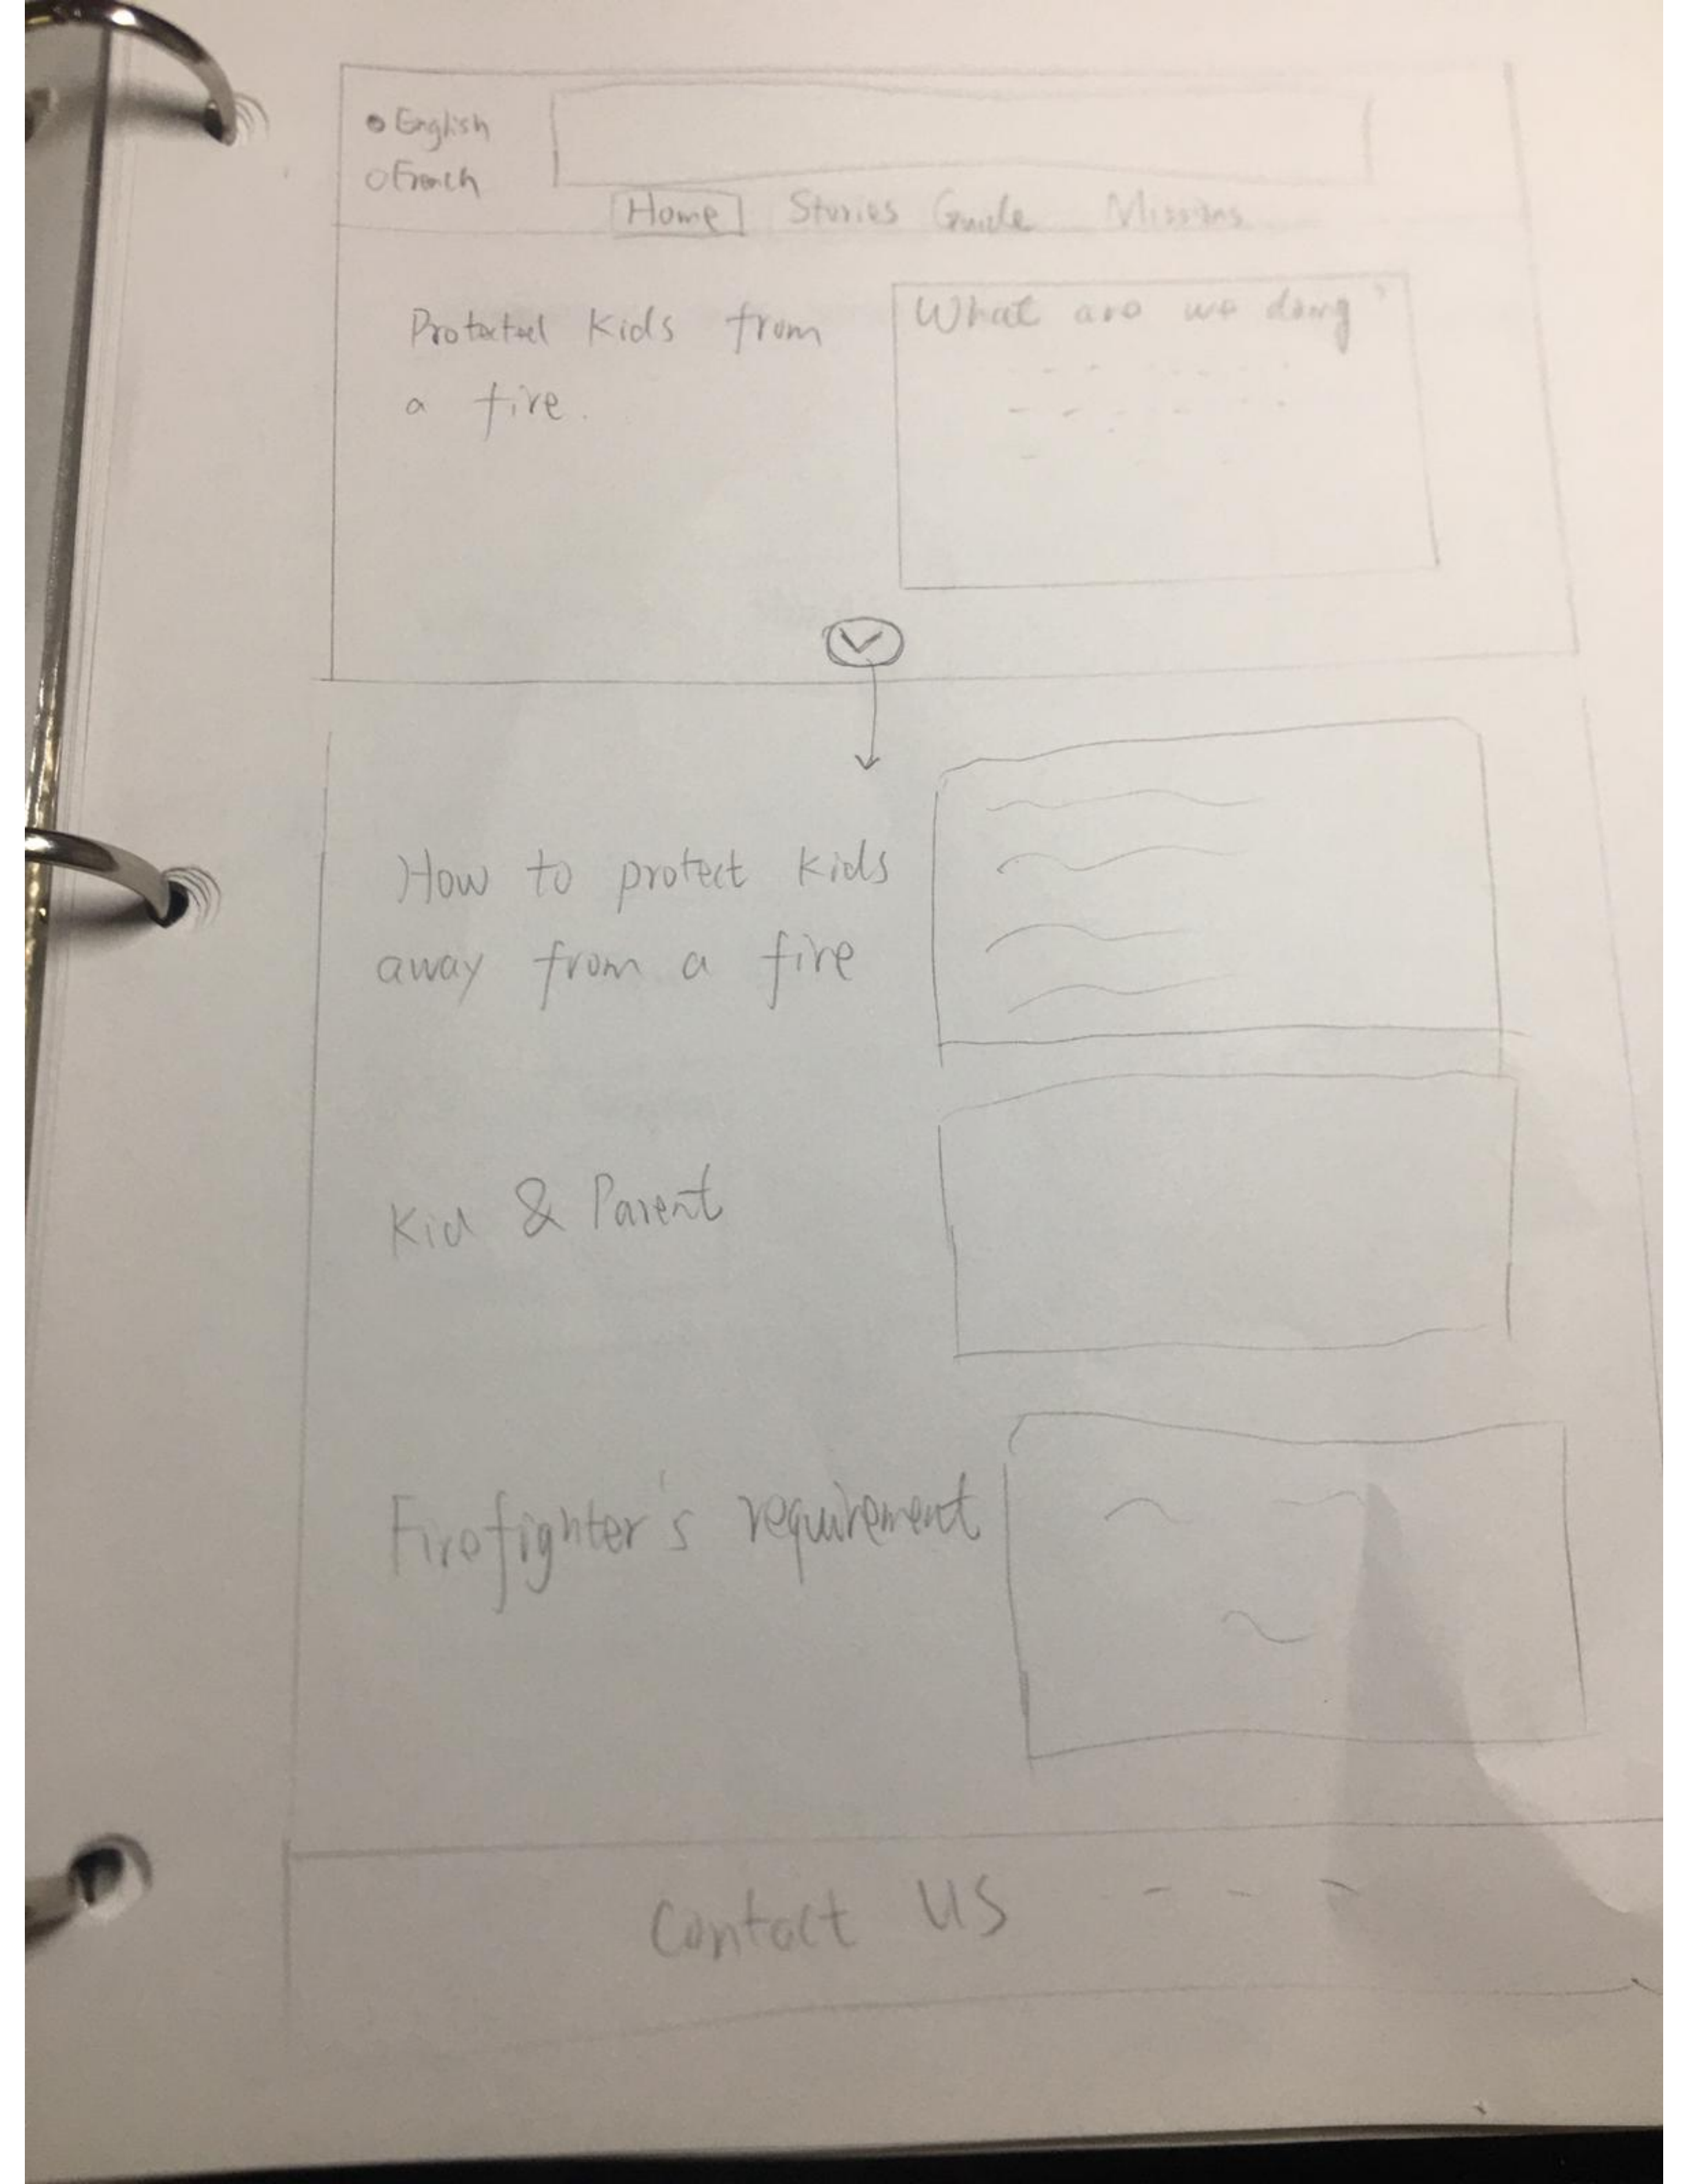 English
French
Home Stories Guide Missions
Protected Kids from
a fire.
What are we doing
How to protect kids
away from a fire
Kid & Parent
Firefighter's requirement
Contact US